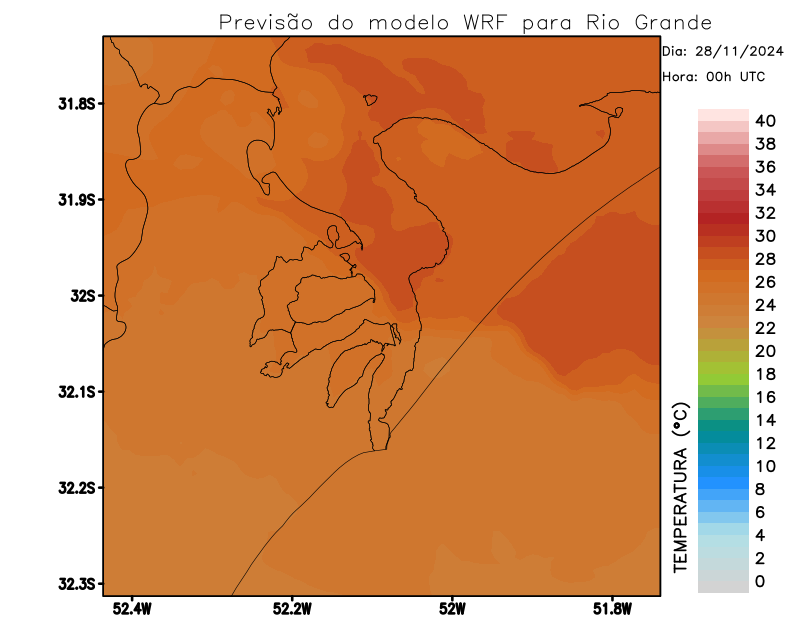 Previsão do modelo WRF para Rio Grande
Dia: 28/11/2024
Hora: 00h UTC
31.8S
31.9S
32S
32.1S
32.2S
32.3S
52.4W
52.2W
52W
51.8W
TEMPERATURA (°C)
40
38
36
34
32
30
28
26
24
22
20
18
16
14
12
10
8
6
4
2
0